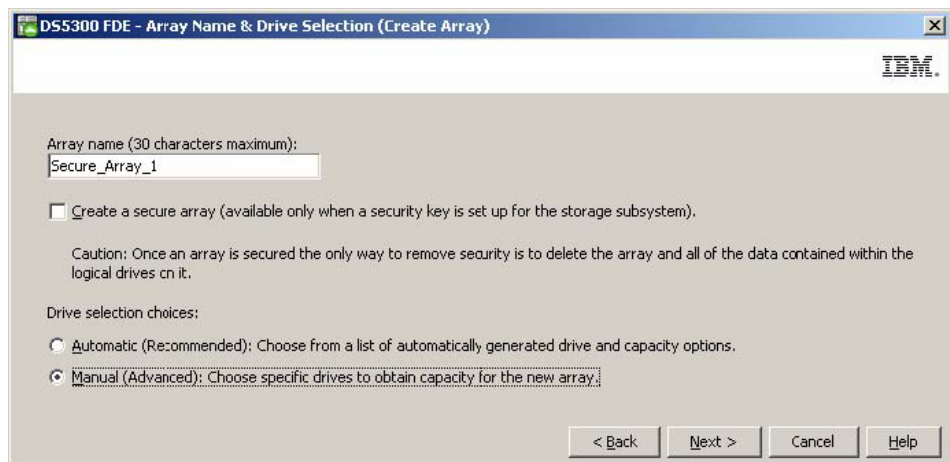 DS5300 FDE - Array Name & Drive Selection (Create Array)
IBM.
Array name (30 characters maximum):
Secure_Array_1
Create a secure array (available only when a security key is set up for the storage subsystem).
Caution: Once an array is secured the only way to remove security is to delete the array and all of the data contained within the
logical drives cn it.
Drive selection choices:
Automatic (Recommended): Choose from a list of automatically generated drive and capacity options.
Manual (Advanced): Choose specific drives to obtain capacity for the new array.
< Back
Next >
Cancel
Help